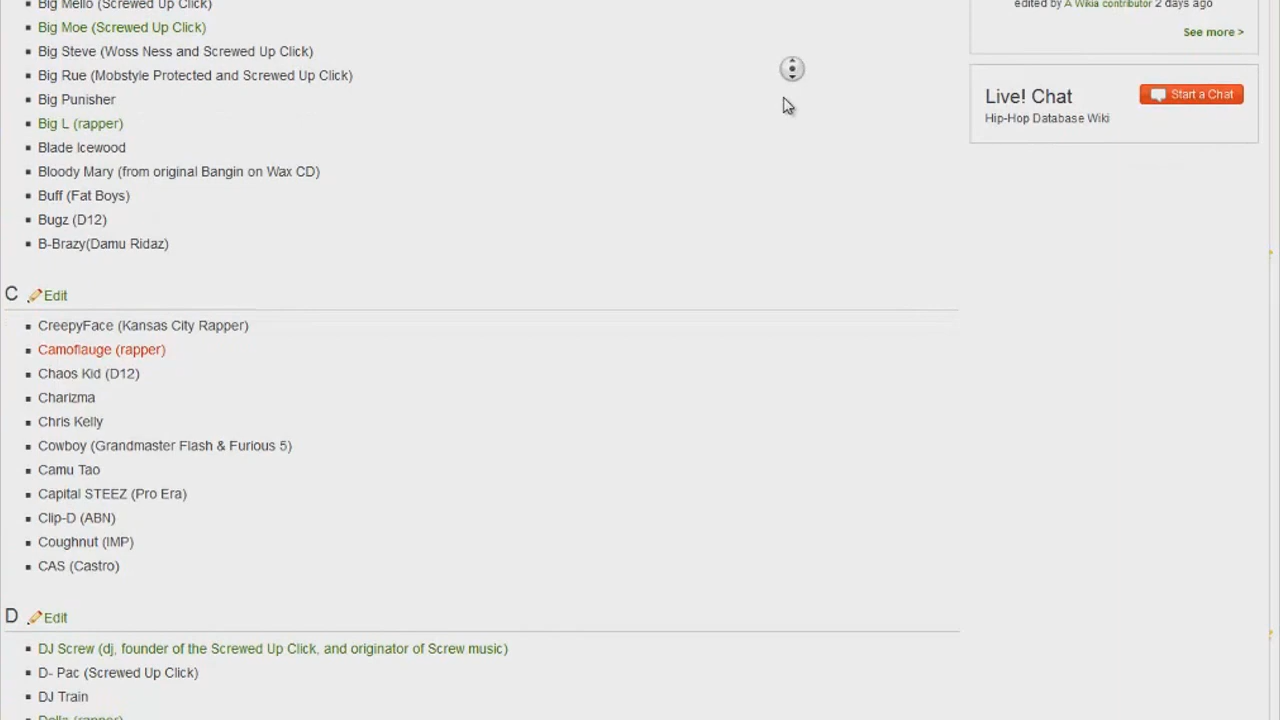 Big Mello (Screwed Up Click)
Big Moe (Screwed Up Click)
Big Steve (Woss Ness and Screwed Up Click)
Big Rue (Mobstyle Protected and Screwed Up Click)
Big Punisher
Big L (rapper)
Blade Icewood
Bloody Mary (from original Bangin on Wax CD)
Buff (Fat Boys)
Bugz (D12)
B-Brazy(Damu Ridaz)
C Edit
CreepyFace (Kansas City Rapper)
Camoflauge (rapper)
Chaos Kid (D12)
Charizma
Chris Kelly
Cowboy (Grandmaster Flash & Furious 5)
Camu Tao
Capital STEEZ (Pro Era)
Clip-D (ABN)
Coughnut (IMP)
CAS (Castro)
D Edit
DJ Screw (dj, founder of the Screwed Up Click, and originator of Screw music)
D- Pac (Screwed Up Click)
DJ Train
Dolla (rapper)
edited by A Wikia contributor 2 days ago
See more >
Live! Chat
Start a Chat
Hip-Hop Database Wiki